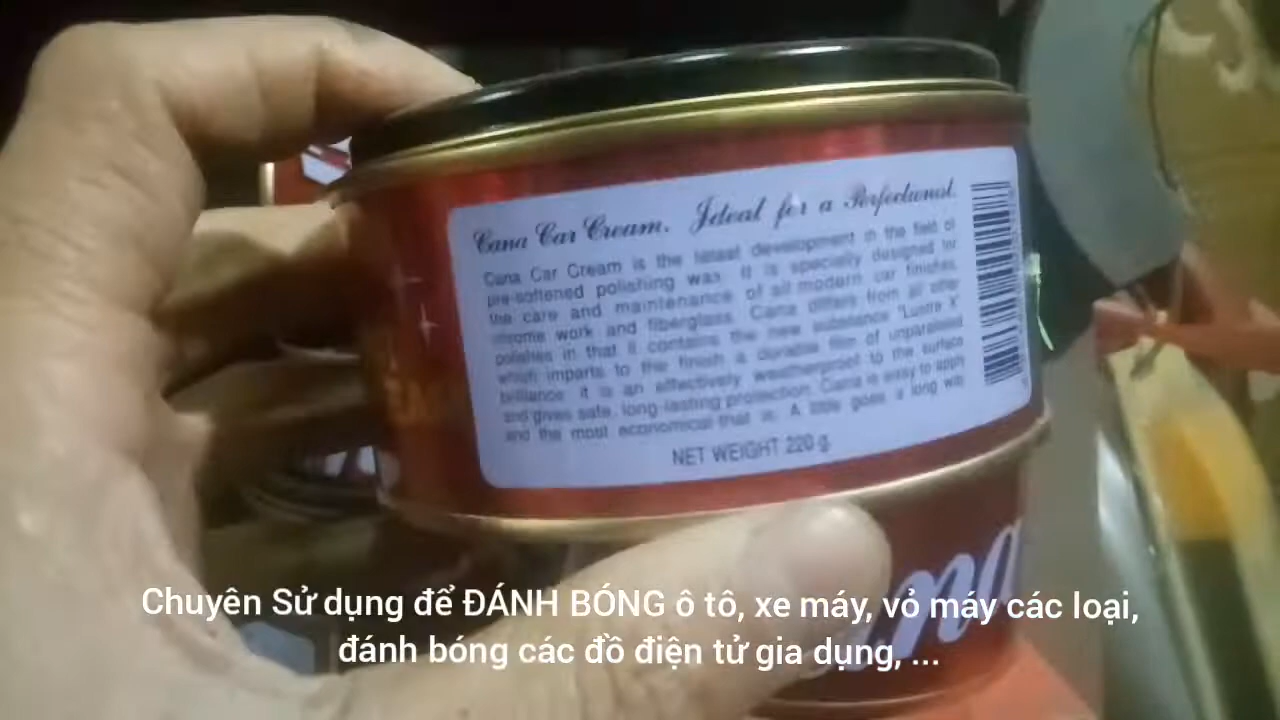 Cana Car Cream. Ideal for a Perfectionist.
Cana Car Cream is the latest development in the field of
pre-softened polishing wax. It is specially designed for
the care and maintenance of all modern car finishes,
chrome work and fiberglass. Cana differs from all other
polishes in that it contains the new substance "Lustre X"
which imparts to the finish a durable film of unparalleled
brilliance it is an effectively weatherproof to the surface
and gives safe, long-lasting protection. Cana is easy to apply
and the most economical that is. A little goes a long way
NET WEIGHT 220 g.
ana
Chuyên Sử dụng để ĐÁNH BÓNG ô tô, xe máy, vỏ máy các loại,
đánh bóng các đồ điện tử gia dụng, ...